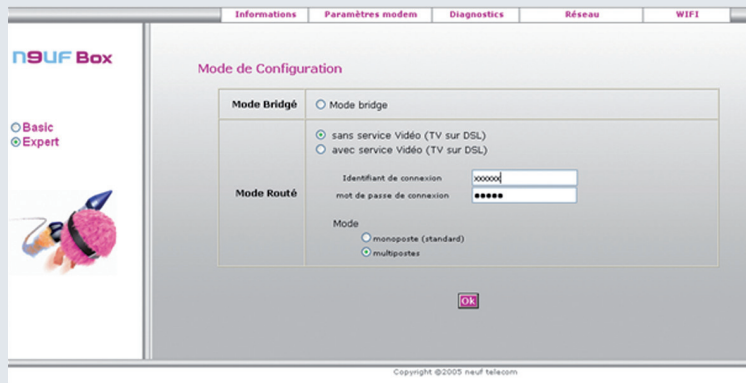 Informations Paramètres modem Diagnostics Réseau WIFI
n9uf Box
Mode de Configuration
Basic
Expert
Mode Bridgé
Mode bridge
Mode Routé
sans service Vidéo (TV sur DSL)
avec service Vidéo (TV sur DSL)
Identifiant de connexion xxxxxx
mot de passe de connexion ●●●●●
Mode
monoposte (standard)
multipostes
Ok
Copyright @2005 neuf telecom